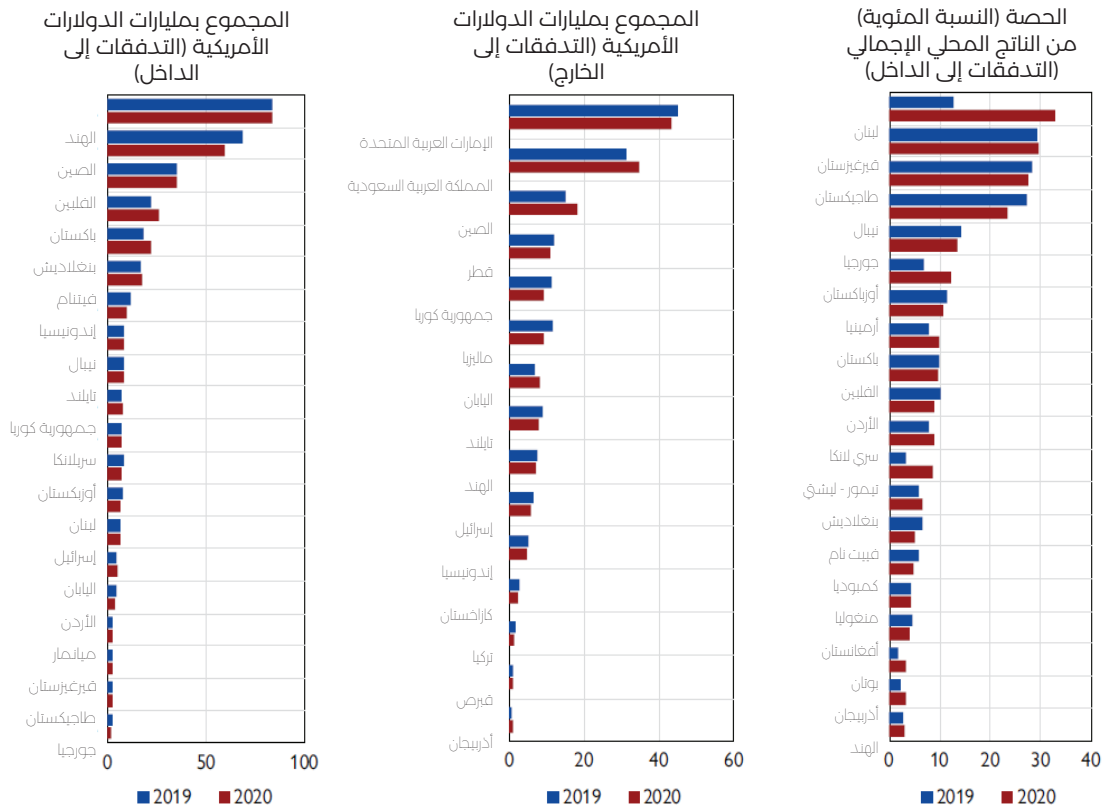 الحصة (النسبة المئوية)
من الناتج المحلي الإجمالي
(التدفقات إلى الداخل)
لبنان
قيرغيزستان
طاجيكستان
نيبال
جورجيا
أوزباكستان
أرمينيا
باكستان
الفلبين
الأردن
سري لانكا
تيمور - ليشتي
بنغلاديش
فييت نام
كمبوديا
منغوليا
أفغانستان
بوتان
أذربيجان
الهند
0 10 20 30 40
2019 2020
المجموع بمليارات الدولارات
الأمريكية (التدفقات إلى
الخارج)
الإمارات العربية المتحدة
المملكة العربية السعودية
الصين
قطر
جمهورية كوريا
ماليزيا
اليابان
تايلند
الهند
إسرائيل
إندونيسيا
كازاخستان
تركيا
قبرص
أذربيجان
0 20 40 60
2019 2020
المجموع بمليارات الدولارات
الأمريكية (التدفقات إلى
الداخل)
الهند
الصين
الفلبين
باكستان
بنغلاديش
فيتنام
إندونيسيا
نيبال
تايلند
جمهورية كوريا
سريلانكا
أوزبكستان
لبنان
إسرائيل
اليابان
الأردن
ميانمار
قيرغيزستان
طاجيكستان
جورجيا
0 50 100
2019 2020